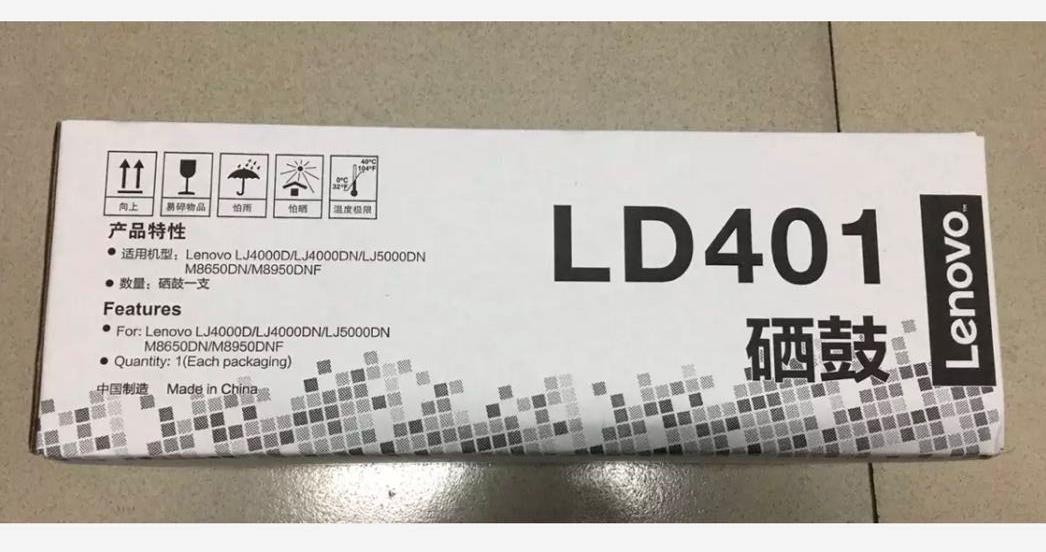 向上
易碎物品
怕雨
怕晒
40°C
104°F
0°C
32°F
温度极限
产品特性
● 适用机型：Lenovo LJ4000D/LJ4000DN/LJ5000DN
M8650DN/M8950DNF
● 数量：硒鼓一支
Features
● For: Lenovo LJ4000D/LJ4000DN/LJ5000DN
M8650DN/M8950DNF
● Quantity: 1(Each packaging)
中国制造 Made in China
LD401
硒鼓
Lenovo™